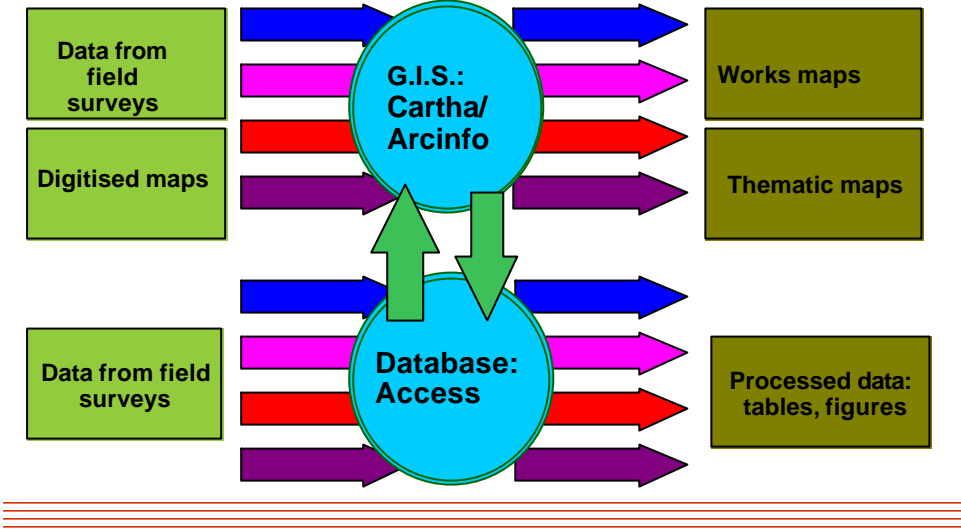 Data from
field
surveys
G.I.S.:
Cartha/
Arcinfo
Works maps
Digitised maps
Thematic maps
Data from field
surveys
Database:
Access
Processed data:
tables, figures